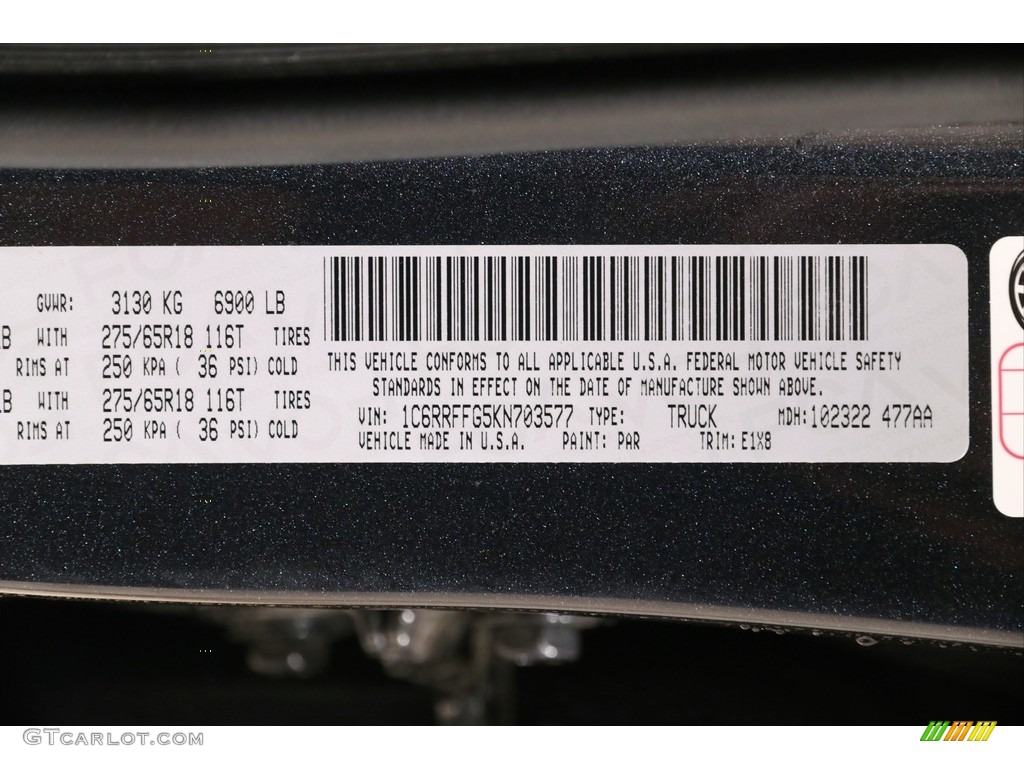 GVWR: 3130 KG 6900 LB
LB WITH 275/65R18 116T TIRES
RIMS AT 250 KPA ( 36 PSI) COLD
LB WITH 275/65R18 116T TIRES
RIMS AT 250 KPA ( 36 PSI) COLD
THIS VEHICLE CONFORMS TO ALL APPLICABLE U.S.A. FEDERAL MOTOR VEHICLE SAFETY
STANDARDS IN EFFECT ON THE DATE OF MANUFACTURE SHOWN ABOVE.
VIN: 1C6RRFFG5KN703577 TYPE: TRUCK MDH:102322 477AA
VEHICLE MADE IN U.S.A. PAINT: PAR TRIM: E1X8
GTCARLOT.COM